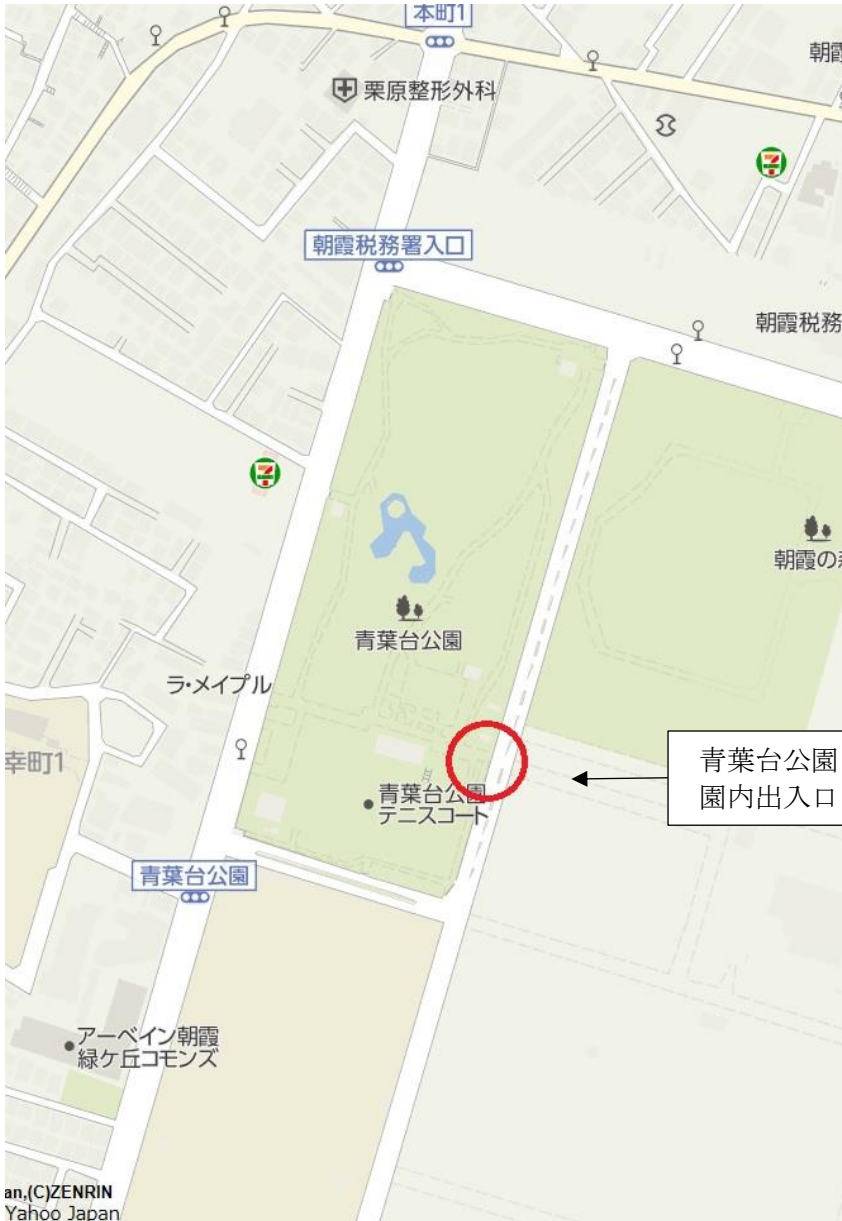 本町1
朝霞
栗原整形外科
朝霞税務署入口
朝霞税務
朝霞の
青葉台公園
ラ・メイプル
幸町1
青葉台公園
園内出入口
青葉台公園
テニスコート
青葉台公園
アーベイン朝霞
緑ケ丘コモンズ
an,(C)ZENRIN
Yahoo Japan